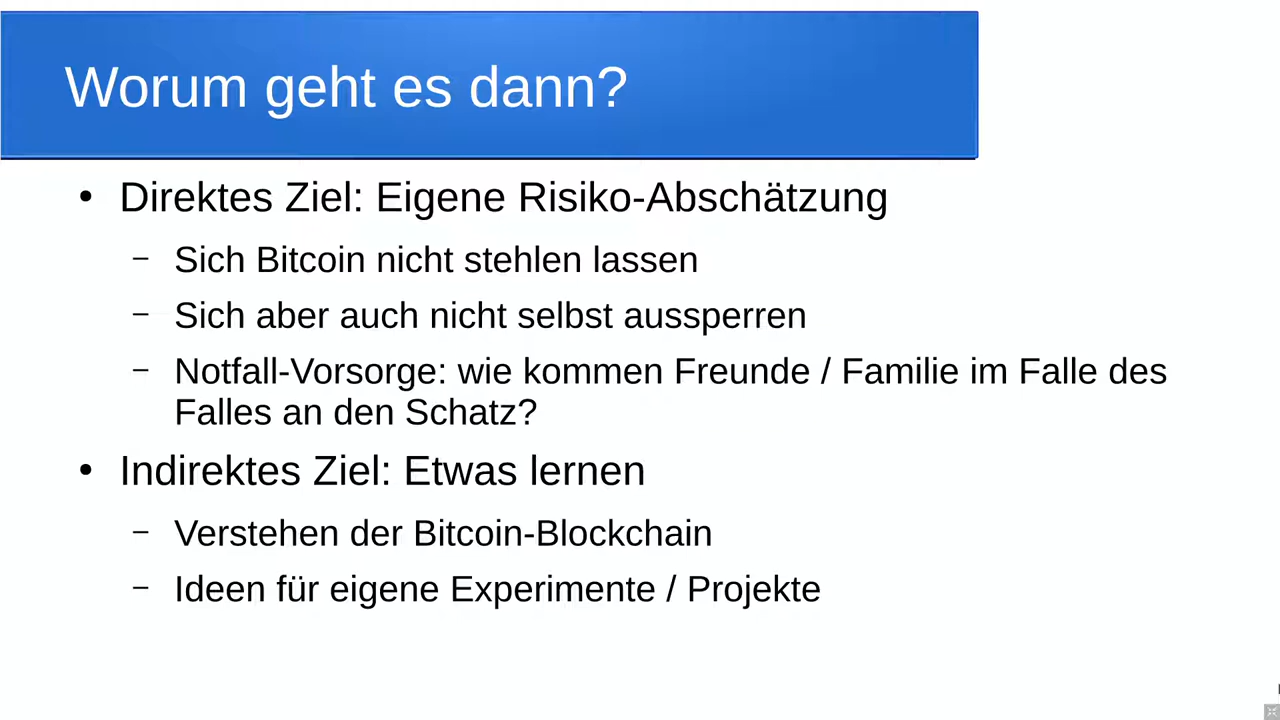 Worum geht es dann?
• Direktes Ziel: Eigene Risiko-Abschätzung
– Sich Bitcoin nicht stehlen lassen
– Sich aber auch nicht selbst aussperren
– Notfall-Vorsorge: wie kommen Freunde / Familie im Falle des
Falles an den Schatz?
• Indirektes Ziel: Etwas lernen
– Verstehen der Bitcoin-Blockchain
– Ideen für eigene Experimente / Projekte